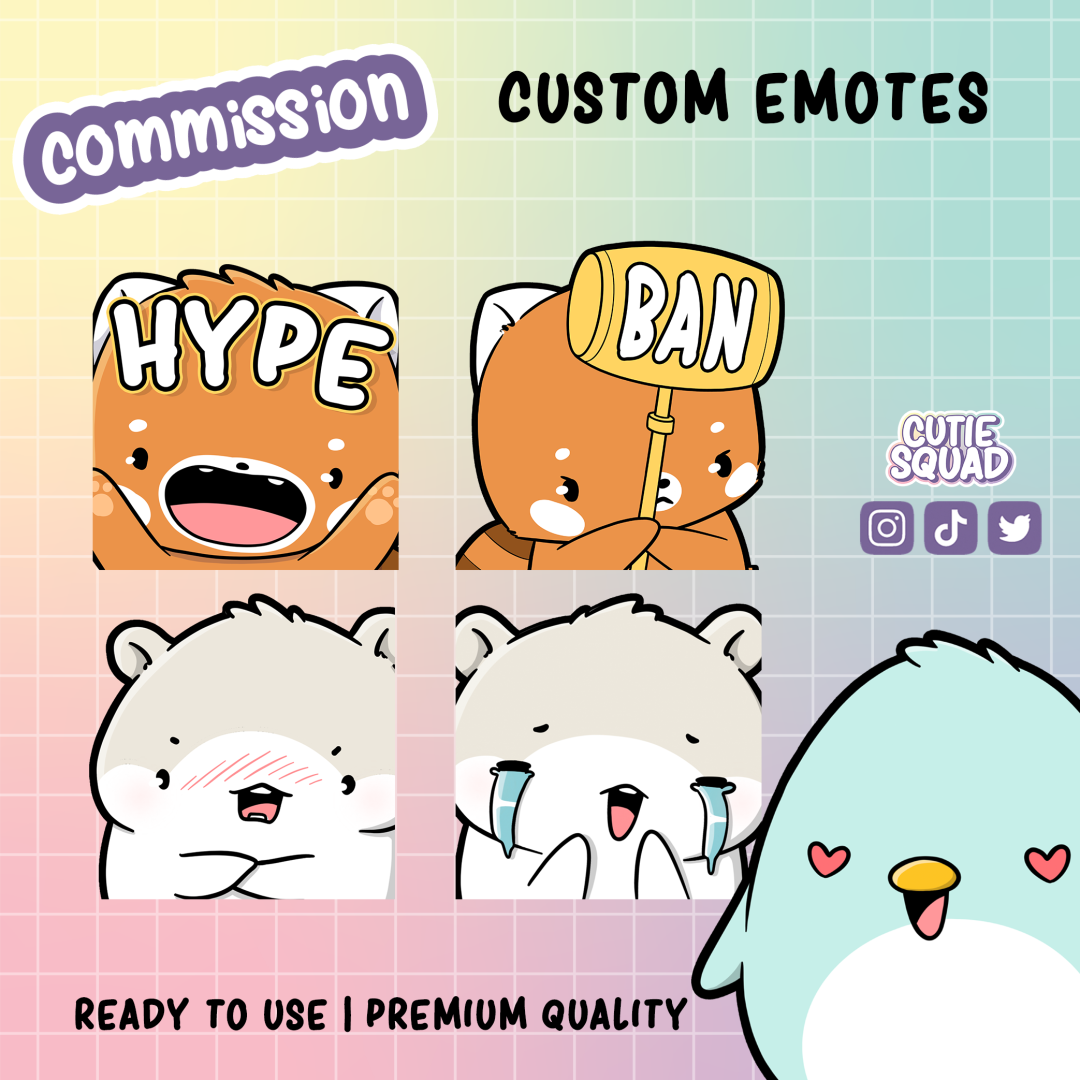 commission
CUSTOM EMOTES
HYPE
BAN
CUTIE
SQUAD
READY TO USE | PREMIUM QUALITY